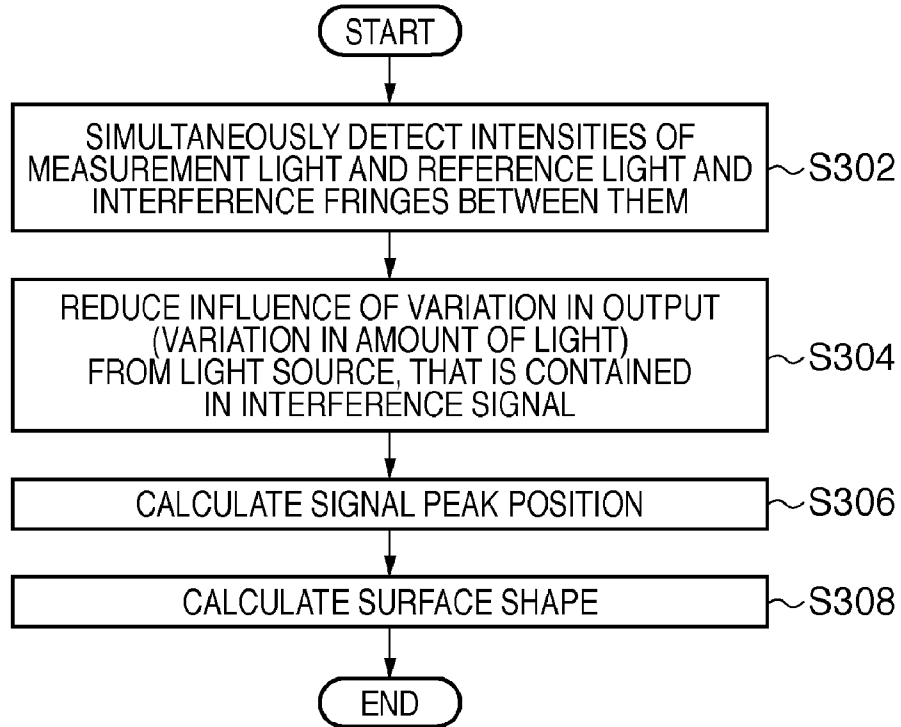 START
SIMULTANEOUSLY DETECT INTENSITIES OF
MEASUREMENT LIGHT AND REFERENCE LIGHT AND
INTERFERENCE FRINGES BETWEEN THEM
S302
REDUCE INFLUENCE OF VARIATION IN OUTPUT
(VARIATION IN AMOUNT OF LIGHT)
FROM LIGHT SOURCE, THAT IS CONTAINED
IN INTERFERENCE SIGNAL
S304
CALCULATE SIGNAL PEAK POSITION
S306
CALCULATE SURFACE SHAPE
S308
END